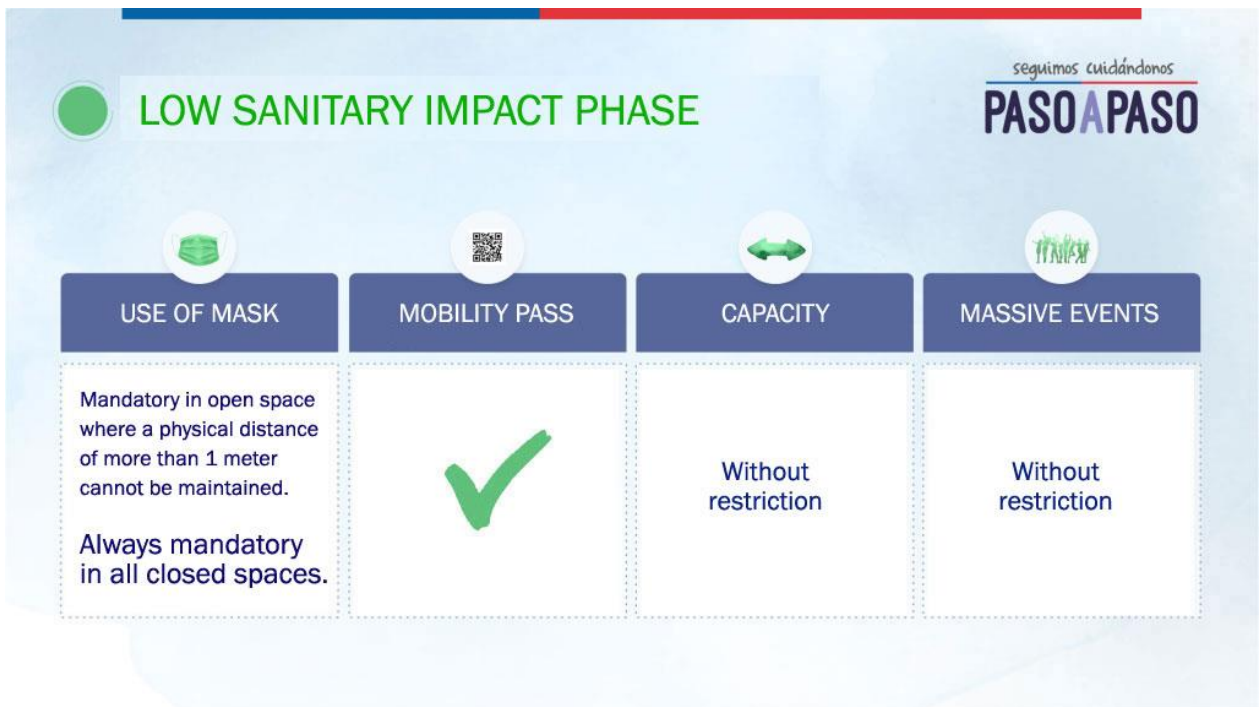 seguimos cuidándonos
PASOAPASO
LOW SANITARY IMPACT PHASE
USE OF MASK
MOBILITY PASS
CAPACITY
MASSIVE EVENTS
Mandatory in open space
where a physical distance
of more than 1 meter
cannot be maintained.
Always mandatory
in all closed spaces.
Without
restriction
Without
restriction